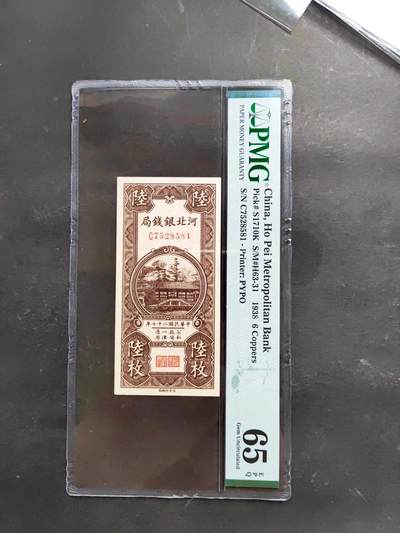 陸 陸
局錢銀北河
C/G 7528581
年七十二國民華中
陸枚
陸枚
PMG
PAPER MONEY GUARANTY
China, Ho Pei Metropolitan Bank
Pick# S1710K S/M#H63-31 1938 6 Coppers
S/N C7528581 - Printer: PYPO
65 EPQ
Gem Uncirculated